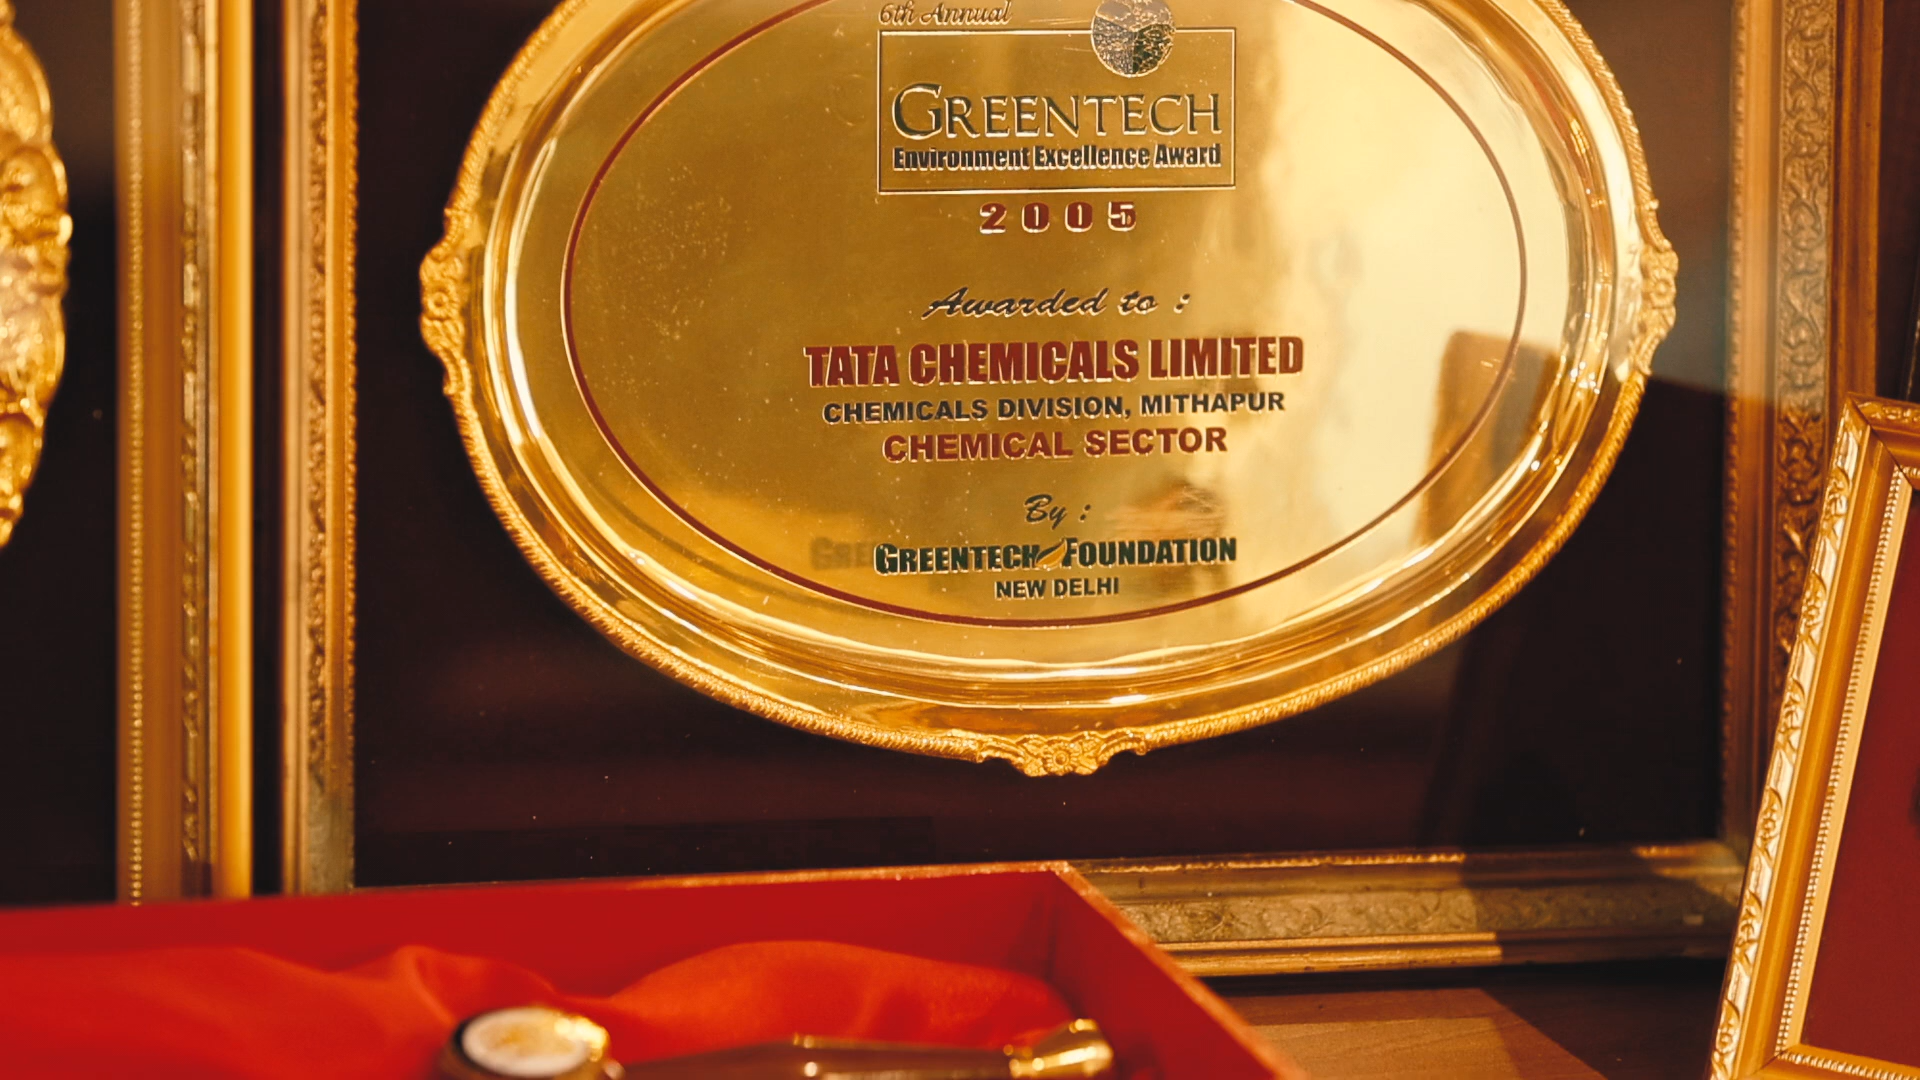 6th Annual
GREENTECH
Environment Excellence Award
2005
Awarded to :
TATA CHEMICALS LIMITED
CHEMICALS DIVISION, MITHAPUR
CHEMICAL SECTOR
By :
GREENTECH FOUNDATION
NEW DELHI